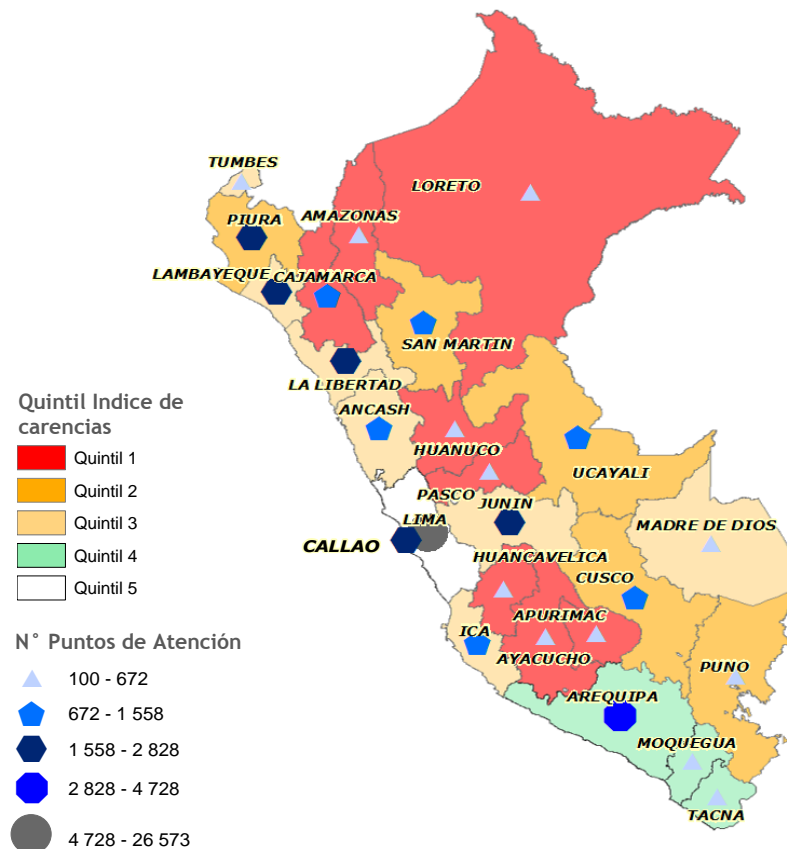 TUMBES
LORETO
PIURA
AMAZONAS
LAMBAYEQUE
CAJAMARCA
SAN MARTIN
LA LIBERTAD
ANCASH
HUANUCO
UCAYALI
PASCO
JUNIN
LIMA
MADRE DE DIOS
CALLAO
HUANCAVELICA
CUSCO
APURIMAC
ICA
AYACUCHO
PUNO
AREQUIPA
MOQUEGUA
TACNA
Quintil Indice de
carencias
Quintil 1
Quintil 2
Quintil 3
Quintil 4
Quintil 5
N° Puntos de Atención
100 - 672
672 - 1 558
1 558 - 2 828
2 828 - 4 728
4 728 - 26 573